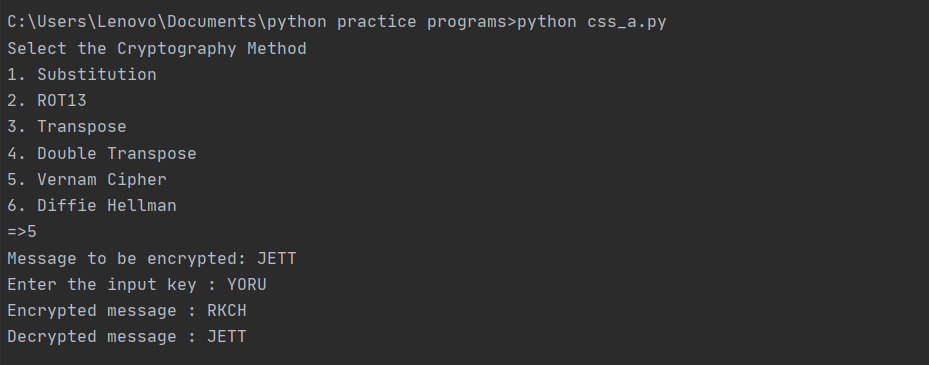 C:\Users\Lenovo\Documents\python practice programs>python css_a.py
Select the Cryptography Method
1. Substitution
2. ROT13
3. Transpose
4. Double Transpose
5. Vernam Cipher
6. Diffie Hellman
=>5
Message to be encrypted: JETT
Enter the input key : YORU
Encrypted message : RKCH
Decrypted message : JETT